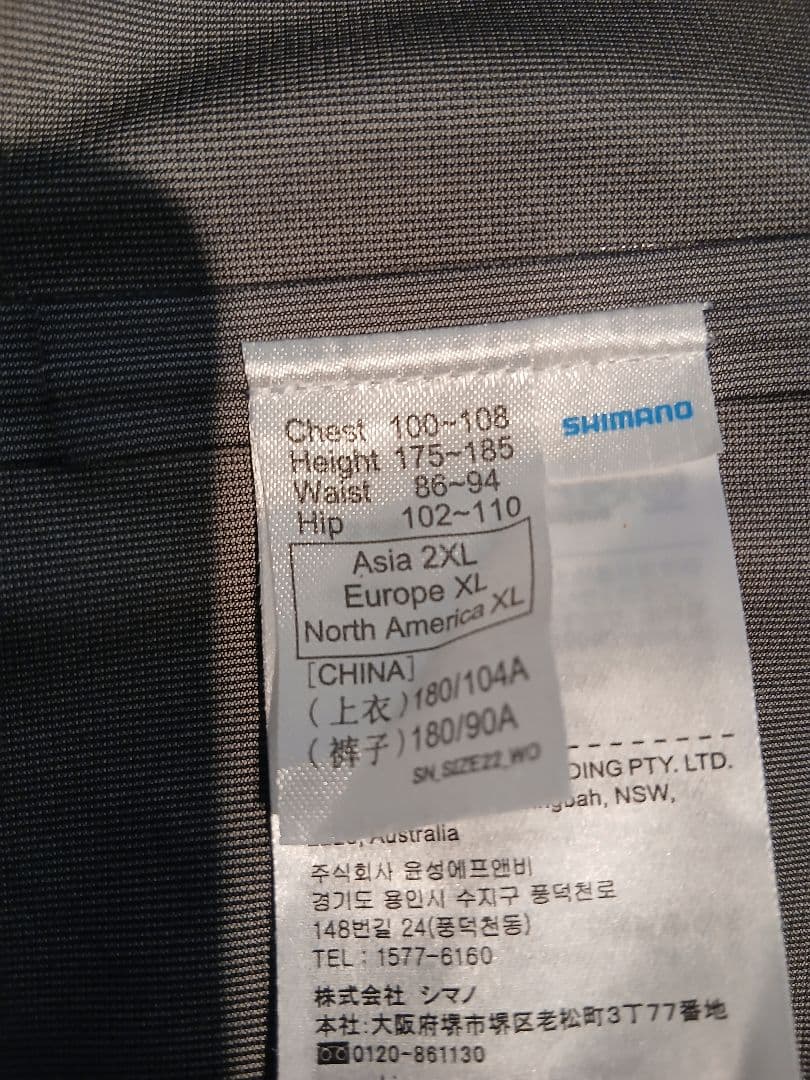 Chest 100~108
Height 175~185
Waist 86~94
Hip 102~110
SHIMANO
Asia 2XL
Europe XL
North America XL
[CHINA]
(上衣)180/104A
(裤子)180/90A
SN_SIZE22_WO
DING PTY. LTD.
bah, NSW,
Australia
주식회사 윤성에프앤비
경기도 용인시 수지구 풍덕천로
148번길 24(풍덕천동)
TEL : 1577-6160
株式会社 シマノ
本社:大阪府堺市堺区老松町3丁77番地
0120-861130